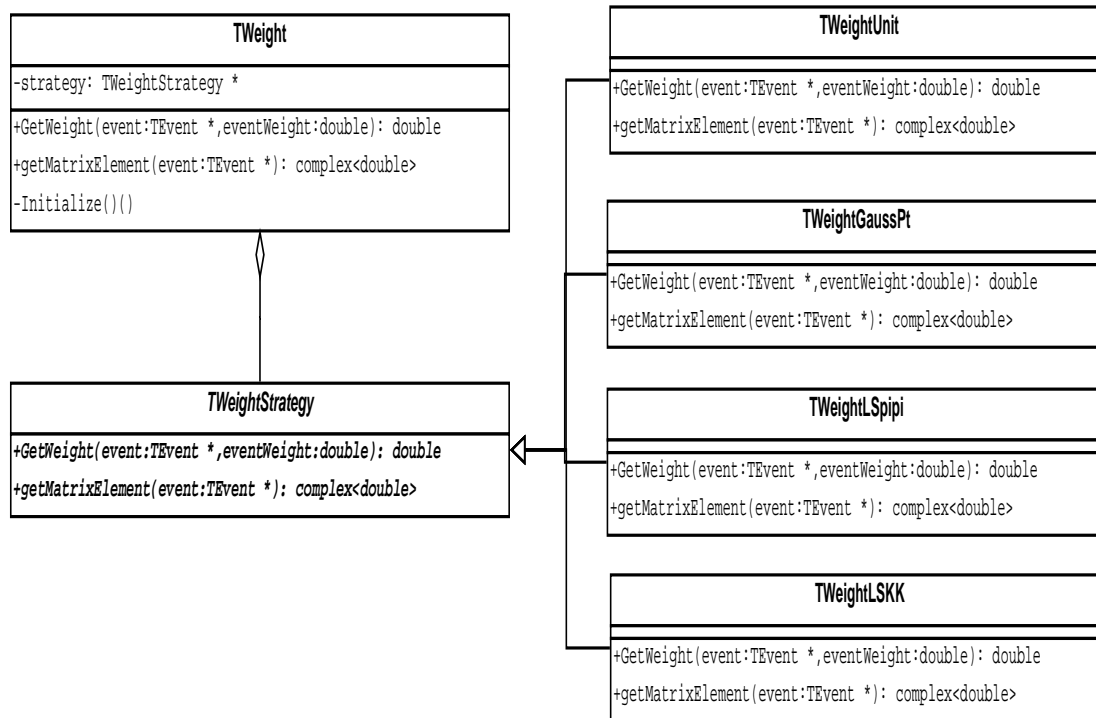 TWeight
-strategy: TWeightStrategy *
+GetWeight(event:TEvent *,eventWeight:double): double
+getMatrixElement(event:TEvent *): complex<double>
-Initialize()()
TWeightStrategy
+GetWeight(event:TEvent *,eventWeight:double): double
+getMatrixElement(event:TEvent *): complex<double>
TWeightUnit
+GetWeight(event:TEvent *,eventWeight:double): double
+getMatrixElement(event:TEvent *): complex<double>
TWeightGaussPt
+GetWeight(event:TEvent *,eventWeight:double): double
+getMatrixElement(event:TEvent *): complex<double>
TWeightLSpipi
+GetWeight(event:TEvent *,eventWeight:double): double
+getMatrixElement(event:TEvent *): complex<double>
TWeightLSKK
+GetWeight(event:TEvent *,eventWeight:double): double
+getMatrixElement(event:TEvent *): complex<double>